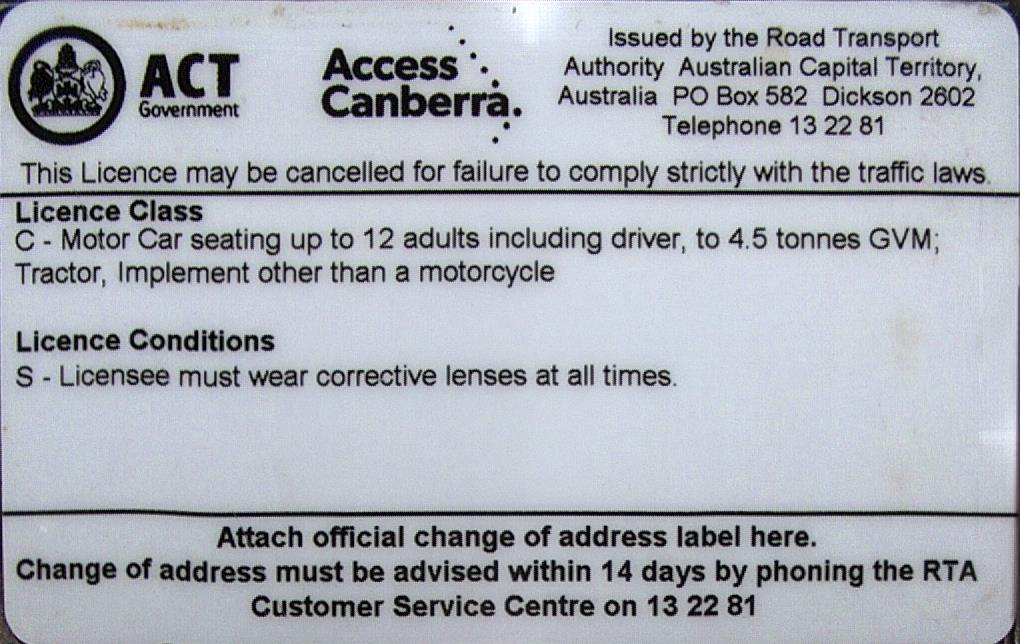 ACT
Government
Access
Canberra.
Issued by the Road Transport
Authority Australian Capital Territory,
Australia PO Box 582 Dickson 2602
Telephone 13 22 81
This Licence may be cancelled for failure to comply strictly with the traffic laws.
Licence Class
C - Motor Car seating up to 12 adults including driver, to 4.5 tonnes GVM;
Tractor, Implement other than a motorcycle
Licence Conditions
S - Licensee must wear corrective lenses at all times.
Attach official change of address label here.
Change of address must be advised within 14 days by phoning the RTA
Customer Service Centre on 13 22 81